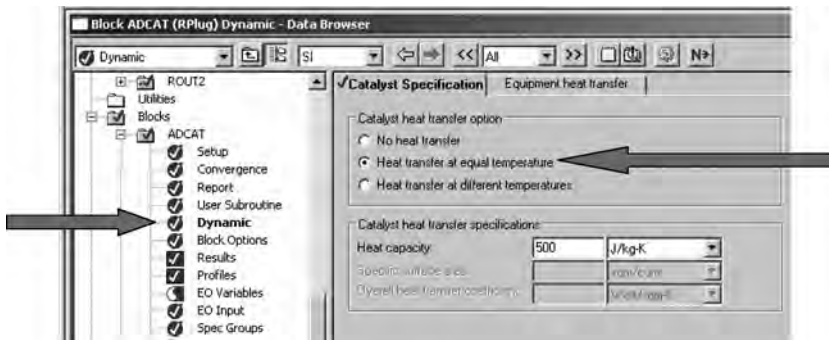 Block ADCAT (RPlug) Dynamic - Data Browser
Dynamic SI << All >> N>
ROUT2
Utilities
Blocks
ADCAT
Setup
Convergence
Report
User Subroutine
Dynamic
Block Options
Results
Profiles
EO Variables
EO Input
Spec Groups
Catalyst Specification Equipment heat transfer
Catalyst heat transfer option
No heat transfer
Heat transfer at equal temperature
Heat transfer at different temperatures
Catalyst heat transfer specifications
Heat capacity: 500 J/kg-K
Specific surface area:
Overall heat transfer coefficient: